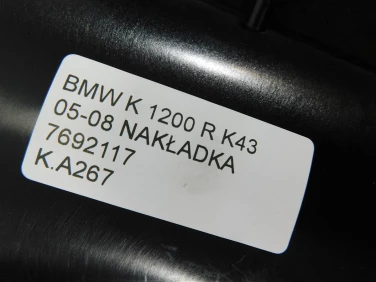 BMW K 1200 R K43
05-08 NAKŁADKA
7692117
K.A267